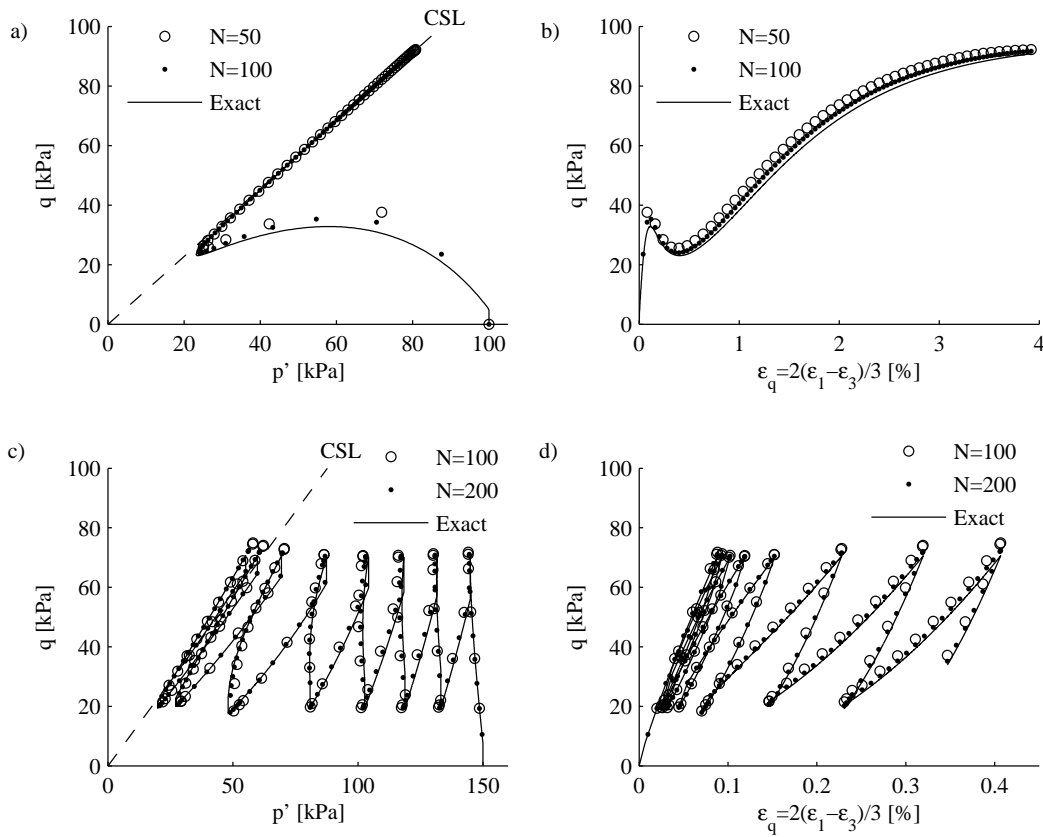 a)
CSL
N=50
N=100
Exact
q [kPa]
100
80
60
40
20
0
0 20 40 60 80 100
p’ [kPa]
b)
N=50
N=100
Exact
q [kPa]
100
80
60
40
20
0
0 1 2 3 4
εq=2(ε1−ε3)/3 [%]
c)
CSL
N=100
N=200
Exact
q [kPa]
100
80
60
40
20
0
0 50 100 150
p’ [kPa]
d)
N=100
N=200
Exact
q [kPa]
100
80
60
40
20
0
0 0.1 0.2 0.3 0.4
εq=2(ε1−ε3)/3 [%]